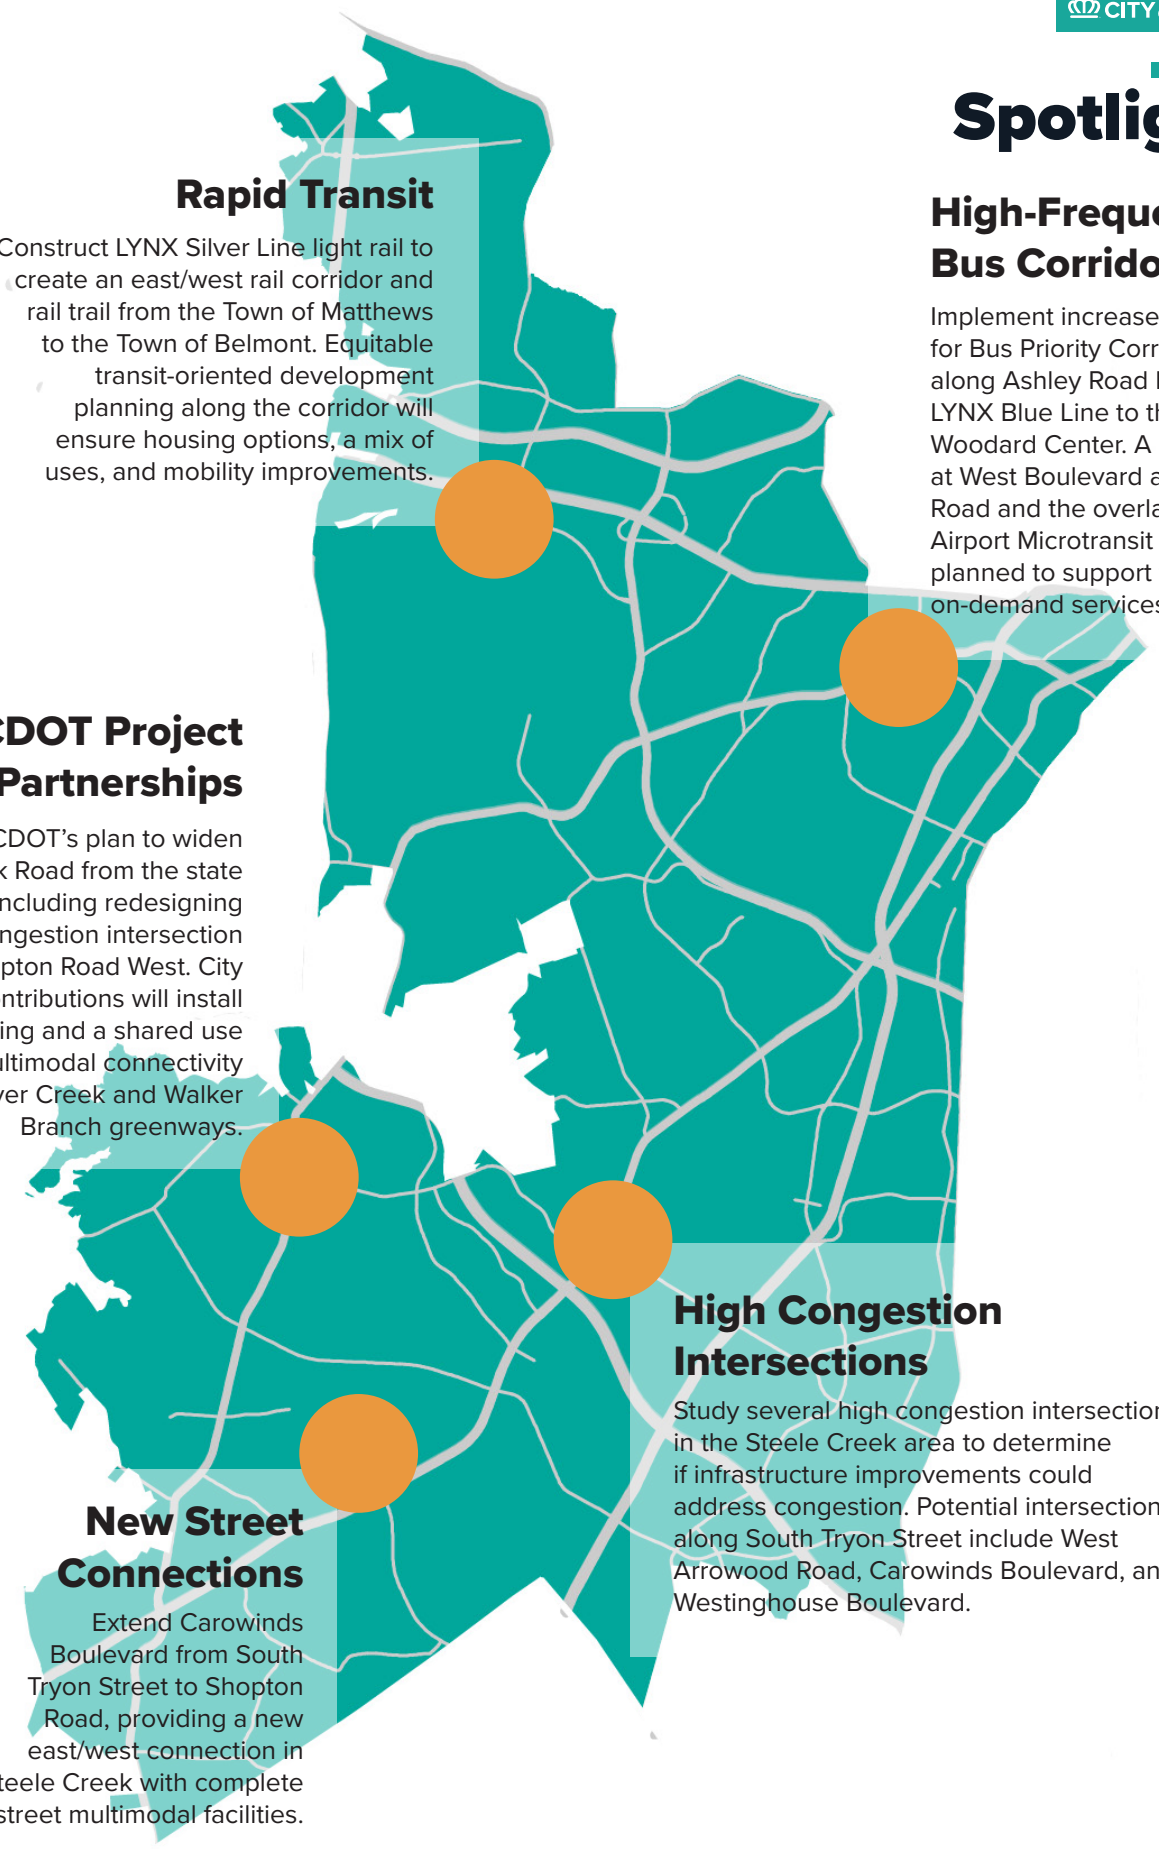 CITY
Spotlig
Rapid Transit
Construct LYNX Silver Line light rail to
create an east/west rail corridor and
rail trail from the Town of Matthews
to the Town of Belmont. Equitable
transit-oriented development
planning along the corridor will
ensure housing options, a mix of
uses, and mobility improvements.
High-Freque
Bus Corrido
Implement increase
for Bus Priority Corr
along Ashley Road
LYNX Blue Line to th
Woodard Center. A
at West Boulevard a
Road and the overla
Airport Microtransit
planned to support
on-demand services
CDOT Project
Partnerships
CDOT's plan to widen
k Road from the state
including redesigning
ngestion intersection
pton Road West. City
ontributions will install
ing and a shared use
ultimodal connectivity
ver Creek and Walker
Branch greenways.
High Congestion
Intersections
Study several high congestion intersection
in the Steele Creek area to determine
if infrastructure improvements could
address congestion. Potential intersection
along South Tryon Street include West
Arrowood Road, Carowinds Boulevard, an
Westinghouse Boulevard.
New Street
Connections
Extend Carowinds
Boulevard from South
Tryon Street to Shopton
Road, providing a new
east/west connection in
teele Creek with complete
street multimodal facilities.